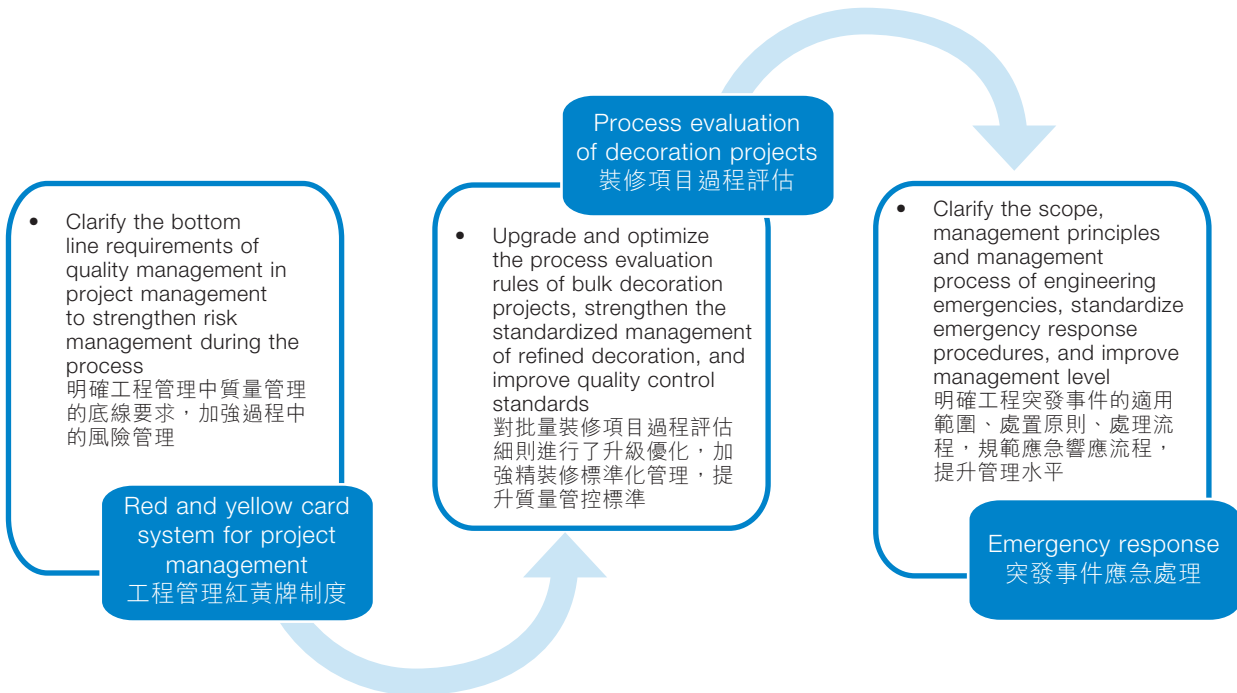 • Clarify the bottom
line requirements of
quality management in
project management
to strengthen risk
management during the
process
明確工程管理中質量管理
的底線要求，加強過程中
的風險管理
Red and yellow card
system for project
management
工程管理紅黃牌制度
Process evaluation
of decoration projects
裝修項目過程評估
• Upgrade and optimize
the process evaluation
rules of bulk decoration
projects, strengthen the
standardized management
of refined decoration, and
improve quality control
standards
對批量裝修項目過程評估
細則進行了升級優化，加
強精裝修標準化管理，提
升質量管控標準
• Clarify the scope,
management principles
and management
process of engineering
emergencies, standardize
emergency response
procedures, and improve
management level
明確工程突發事件的適用
範圍、處置原則、處理流
程，規範應急響應流程，
提升管理水平
Emergency response
突發事件應急處理